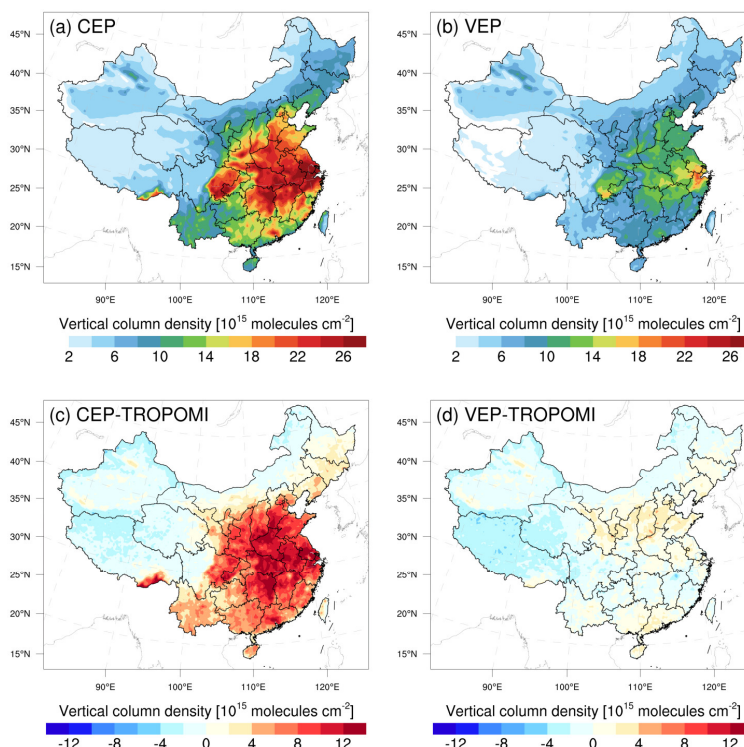 (a) CEP
45°N
40°N
35°N
30°N
25°N
20°N
15°N
90°E 100°E 110°E 120°E
Vertical column density [10¹⁵ molecules cm⁻²]
2 6 10 14 18 22 26
(b) VEP
45°N
40°N
35°N
30°N
25°N
20°N
15°N
90°E 100°E 110°E 120°E
Vertical column density [10¹⁵ molecules cm⁻²]
2 6 10 14 18 22 26
(c) CEP-TROPOMI
45°N
40°N
35°N
30°N
25°N
20°N
15°N
90°E 100°E 110°E 120°E
Vertical column density [10¹⁵ molecules cm⁻²]
-12 -8 -4 0 4 8 12
(d) VEP-TROPOMI
45°N
40°N
35°N
30°N
25°N
20°N
15°N
90°E 100°E 110°E 120°E
Vertical column density [10¹⁵ molecules cm⁻²]
-12 -8 -4 0 4 8 12